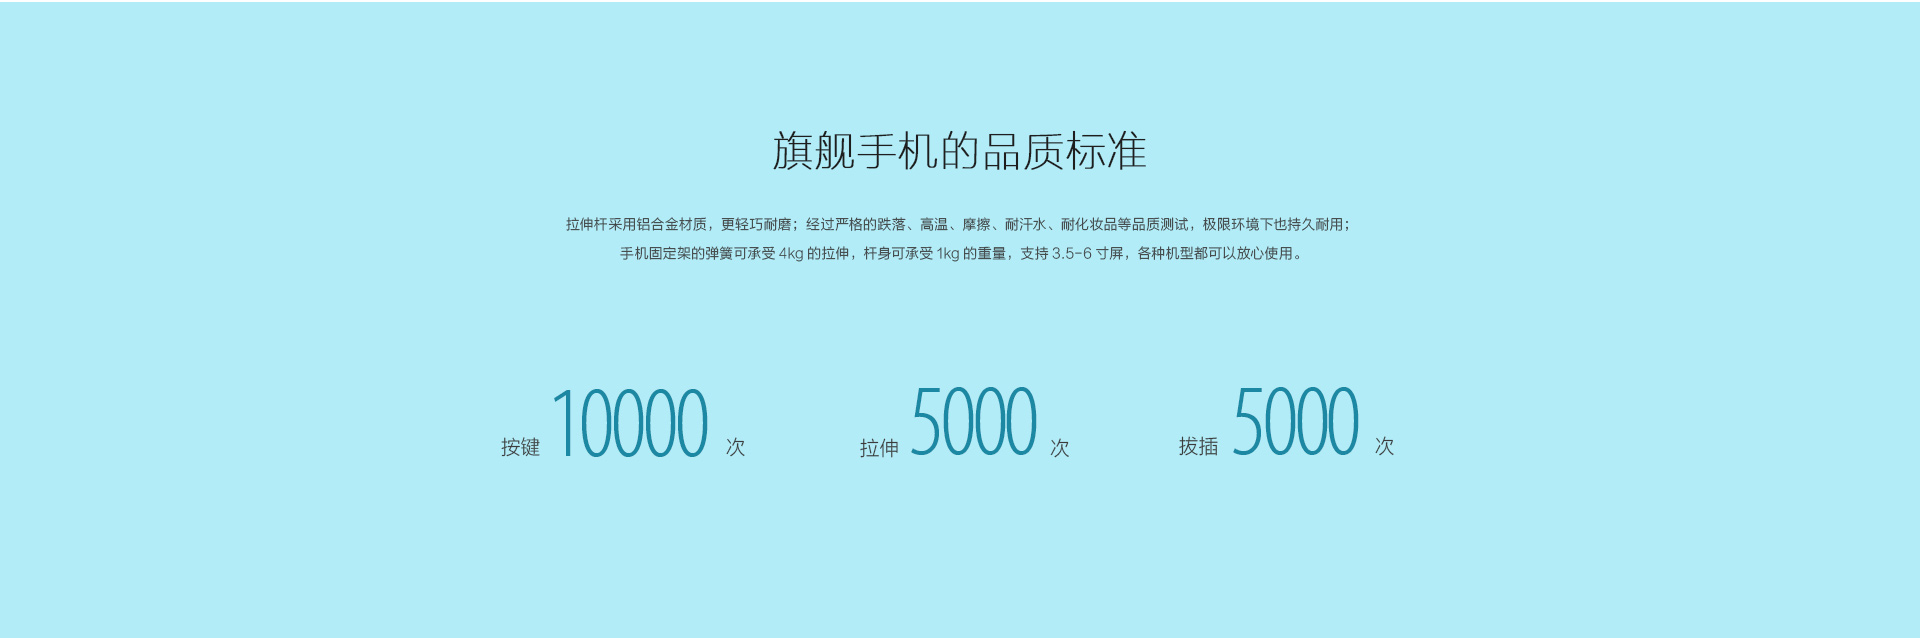 旗舰手机的品质标准
拉伸杆采用铝合金材质，更轻巧耐磨；经过严格的跌落、高温、摩擦、耐汗水、耐化妆品等品质测试，极限环境下也持久耐用；
手机固定架的弹簧可承受 4kg 的拉伸，杆身可承受 1kg 的重量，支持 3.5-6 寸屏，各种机型都可以放心使用。
按键 10000 次 拉伸 5000 次 拔插 5000 次